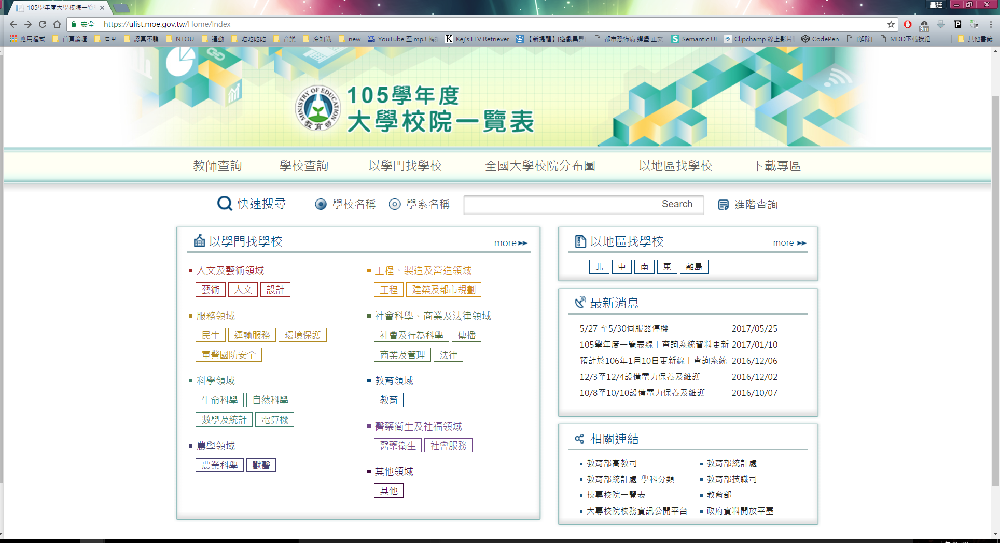 105學年度大學校院一覽
昌廷
安全 https://ulist.moe.gov.tw/Home/Index
9m
應用程式 首頁論壇 ㄈ出 認真不騙 NTOU 運動 吃吃吃吃 音樂 冷知識 new YouTube 至 mp3 轉 Kej's FLV Retriever 【新提醒】[遊戲異界 都市恐怖病·蟬堡 正文 Semantic UI Clipchamp 線上影片 CodePen [解除] MDD下載按鈕 其他書籤
MINISTRY OF EDUCATION
教育部
105學年度
大學校院一覽表
教師查詢 學校查詢 以學門找學校 全國大學校院分布圖 以地區找學校 下載專區
快速搜尋 學校名稱 學系名稱 Search 進階查詢
以學門找學校 more
人文及藝術領域
藝術 人文 設計
服務領域
民生 運輸服務 環境保護
軍警國防安全
科學領域
生命科學 自然科學
數學及統計 電算機
農學領域
農業科學 獸醫
工程、製造及營造領域
工程 建築及都市規劃
社會科學、商業及法律領域
社會及行為科學 傳播
商業及管理 法律
教育領域
教育
醫藥衛生及社福領域
醫藥衛生 社會服務
其他領域
其他
以地區找學校 more
北 中 南 東 離島
最新消息
5/27 至5/30伺服器停機 2017/05/25
105學年度一覽表線上查詢系統資料更新 2017/01/10
預計於106年1月10日更新線上查詢系統 2016/12/06
12/3至12/4設備電力保養及維護 2016/12/02
10/8至10/10設備電力保養及維護 2016/10/07
相關連結
教育部高教司 教育部統計處
教育部統計處-學科分類 教育部技職司
技專校院一覽表 教育部
大專校院校務資訊公開平台 政府資料開放平臺